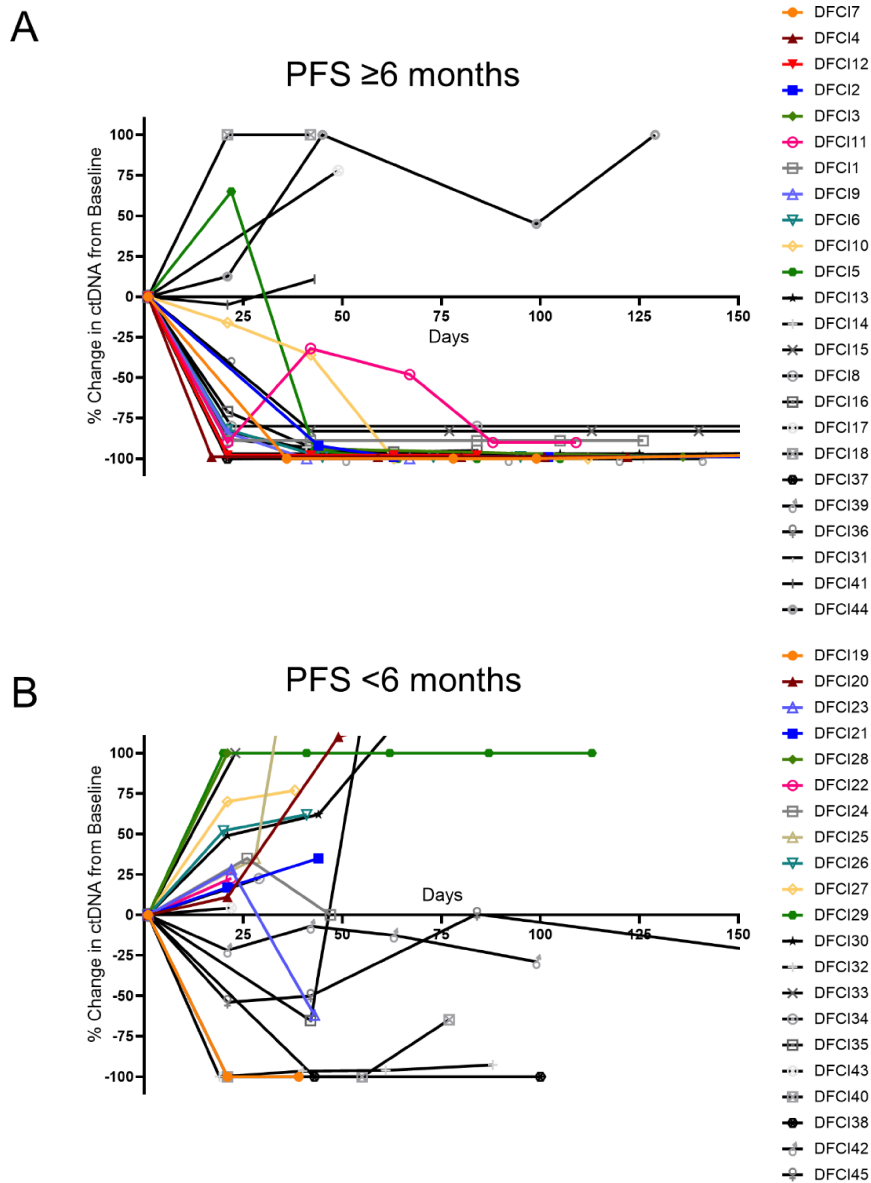 A
PFS ≥6 months
% Change in ctDNA from Baseline
100
75
50
25
0
-25
-50
-75
-100
25
50
75
100
125
150
Days
DFCI7
DFCI4
DFCI12
DFCI2
DFCI3
DFCI11
DFCI1
DFCI9
DFCI6
DFCI10
DFCI5
DFCI13
DFCI14
DFCI15
DFCI8
DFCI16
DFCI17
DFCI18
DFCI37
DFCI39
DFCI36
DFCI31
DFCI41
DFCI44
B
PFS <6 months
% Change in ctDNA from Baseline
100
75
50
25
0
-25
-50
-75
-100
Days
25
50
75
100
125
150
DFCI19
DFCI20
DFCI23
DFCI21
DFCI28
DFCI22
DFCI24
DFCI25
DFCI26
DFCI27
DFCI29
DFCI30
DFCI32
DFCI33
DFCI34
DFCI35
DFCI43
DFCI40
DFCI38
DFCI42
DFCI45